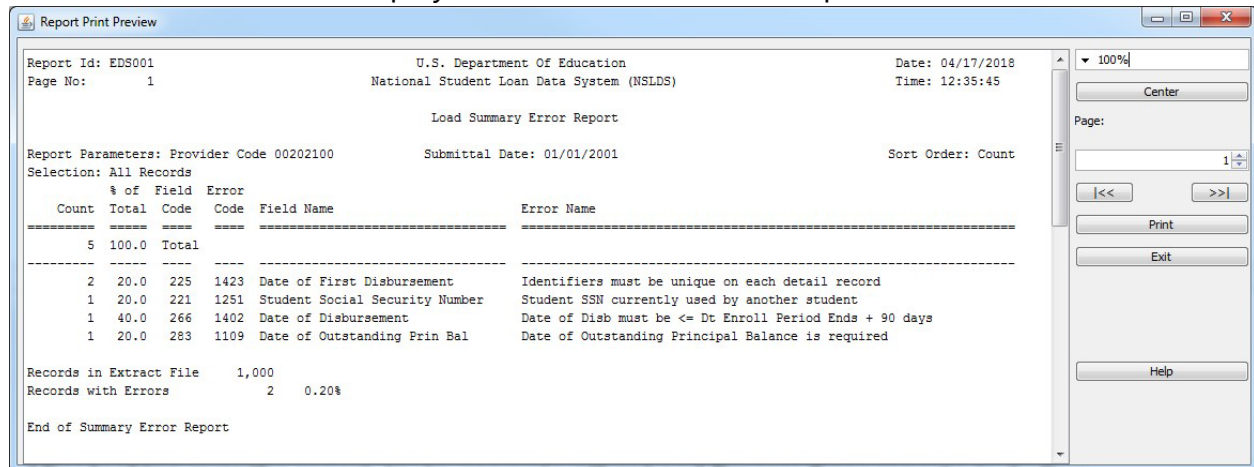 Report Print Preview
Report Id: EDS001 U.S. Department Of Education Date: 04/17/2018
Page No: 1 National Student Loan Data System (NSLDS) Time: 12:35:45
Load Summary Error Report
Report Parameters: Provider Code 00202100 Submittal Date: 01/01/2001 Sort Order: Count
Selection: All Records
% of Field Error
Count Total Code Code Field Name Error Name
========= ===== ==== ==== ================================ ================================================================
5 100.0 Total
--------- ----- ---- ---- -------------------------------- ----------------------------------------------------------------
2 20.0 225 1423 Date of First Disbursement Identifiers must be unique on each detail record
1 20.0 221 1251 Student Social Security Number Student SSN currently used by another student
1 40.0 266 1402 Date of Disbursement Date of Disb must be <= Dt Enroll Period Ends + 90 days
1 20.0 283 1109 Date of Outstanding Prin Bal Date of Outstanding Principal Balance is required
Records in Extract File 1,000
Records with Errors 2 0.20%
End of Summary Error Report
100%
Center
Page:
1
|<< >>|
Print
Exit
Help